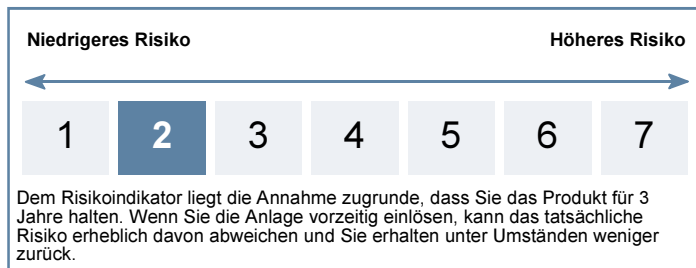 Niedrigeres Risiko Höheres Risiko
1 2 3 4 5 6 7
Dem Risikoindikator liegt die Annahme zugrunde, dass Sie das Produkt für 3
Jahre halten. Wenn Sie die Anlage vorzeitig einlösen, kann das tatsächliche
Risiko erheblich davon abweichen und Sie erhalten unter Umständen weniger
zurück.